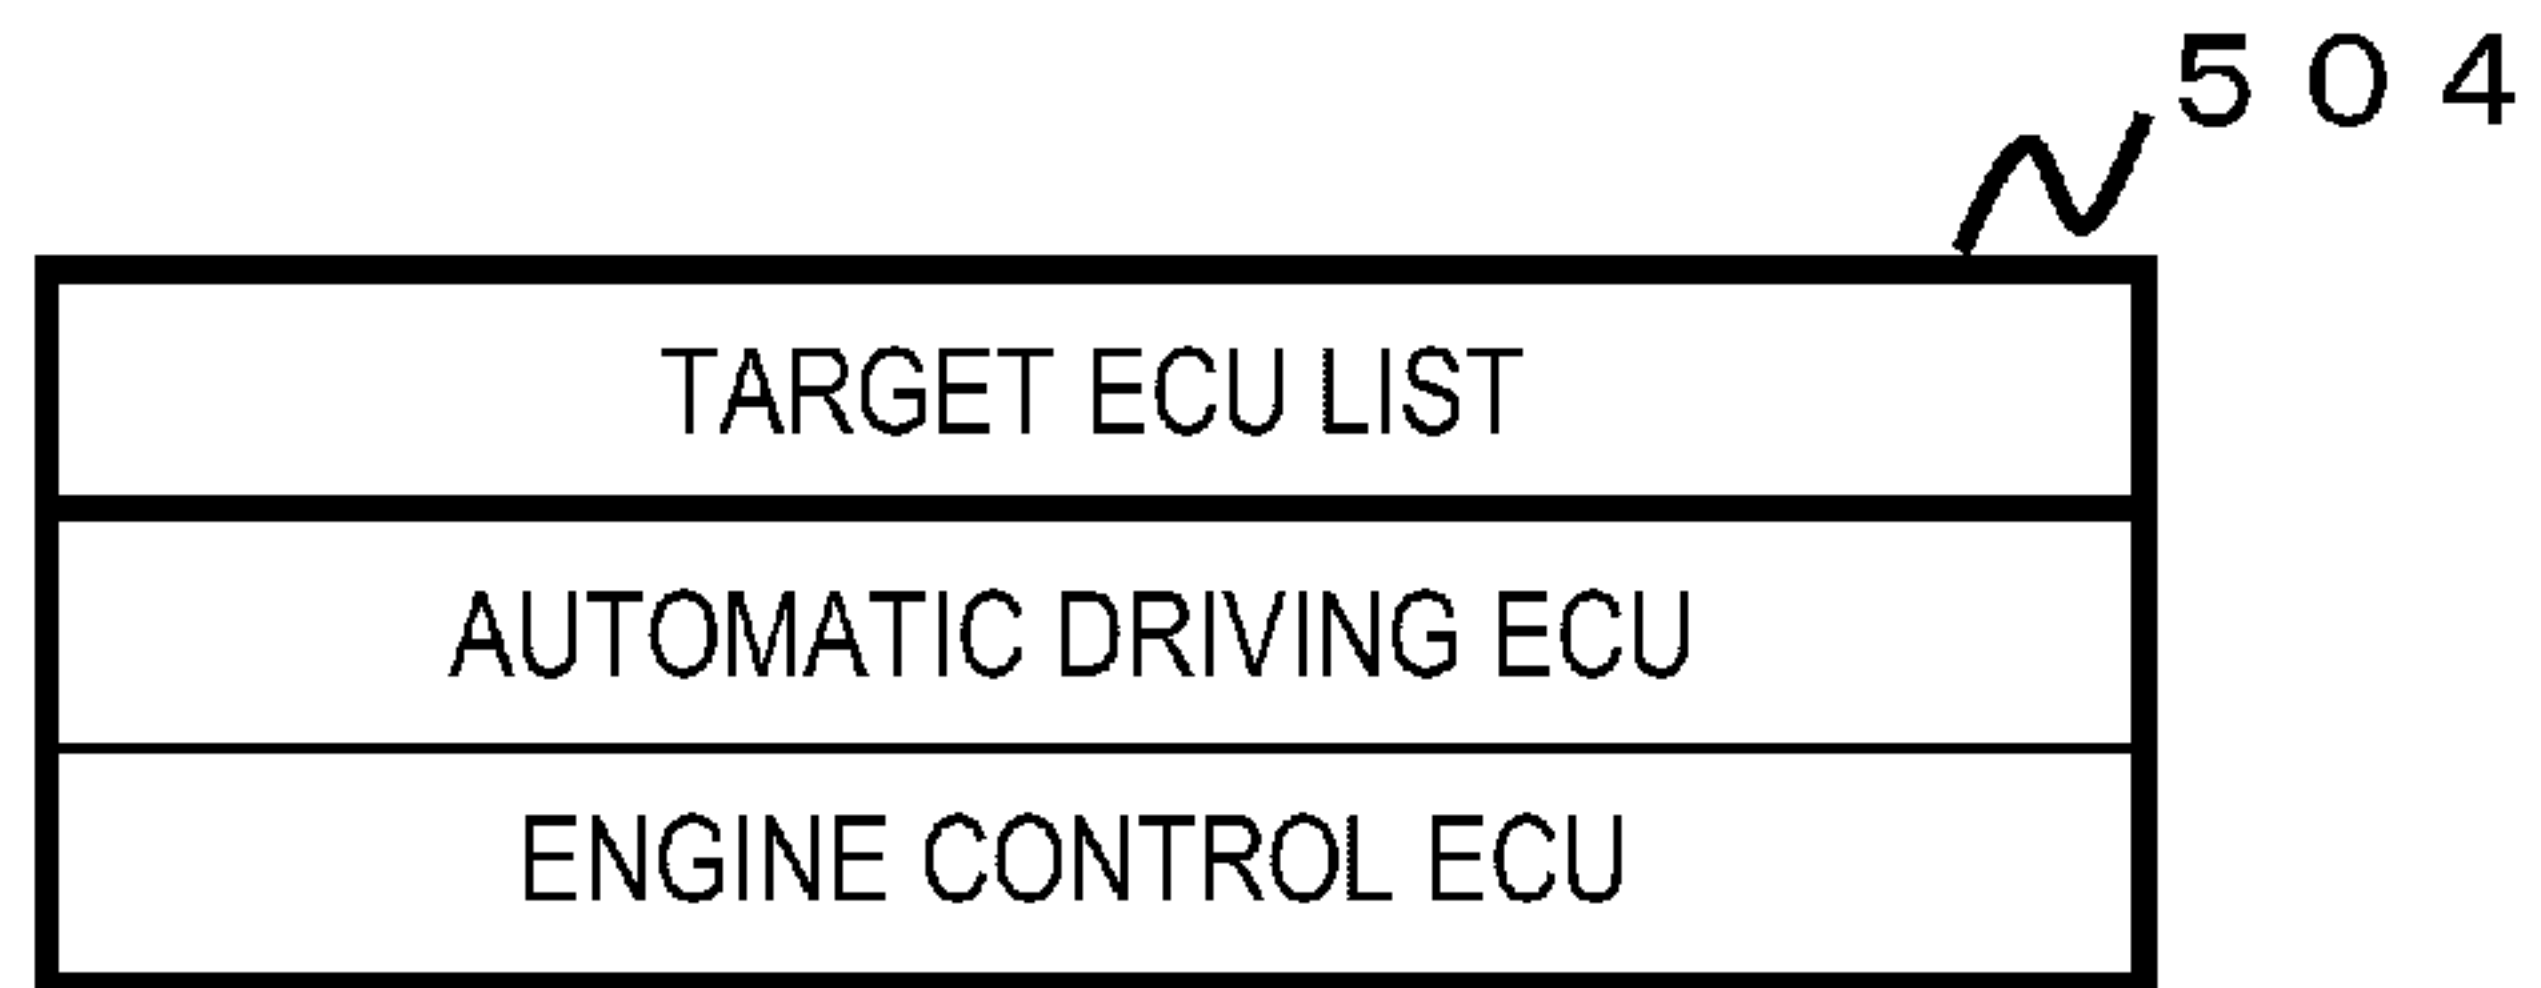 504
TARGET ECU LIST
AUTOMATIC DRIVING ECU
ENGINE CONTROL ECU